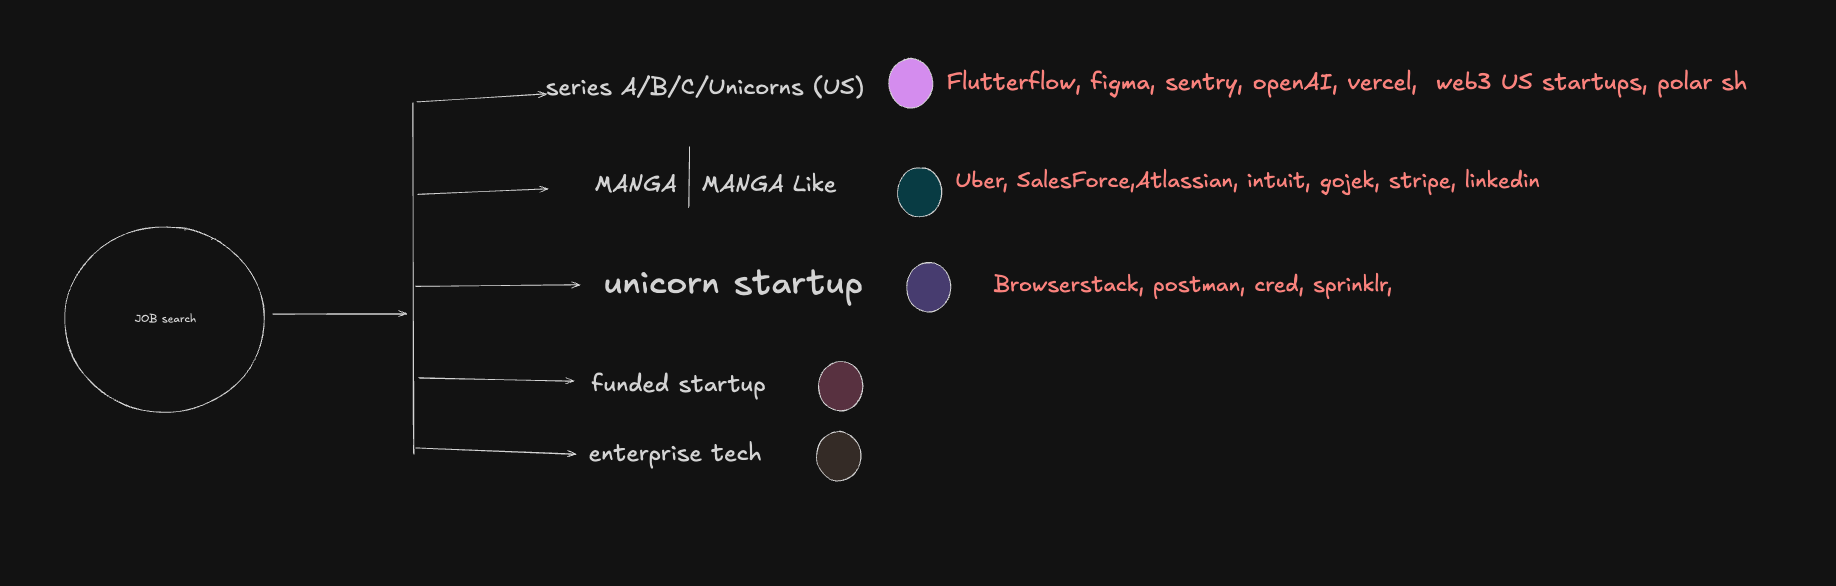 series A/B/C/Unicorns (US)
Flutterflow, figma, sentry, openAI, vercel, web3 US startups, polar sh
MANGA
MANGA Like
Uber, SalesForce,Atlassian, intuit, gojek, stripe, linkedin
unicorn startup
Browserstack, postman, cred, sprinklr,
JOB search
funded startup
enterprise tech